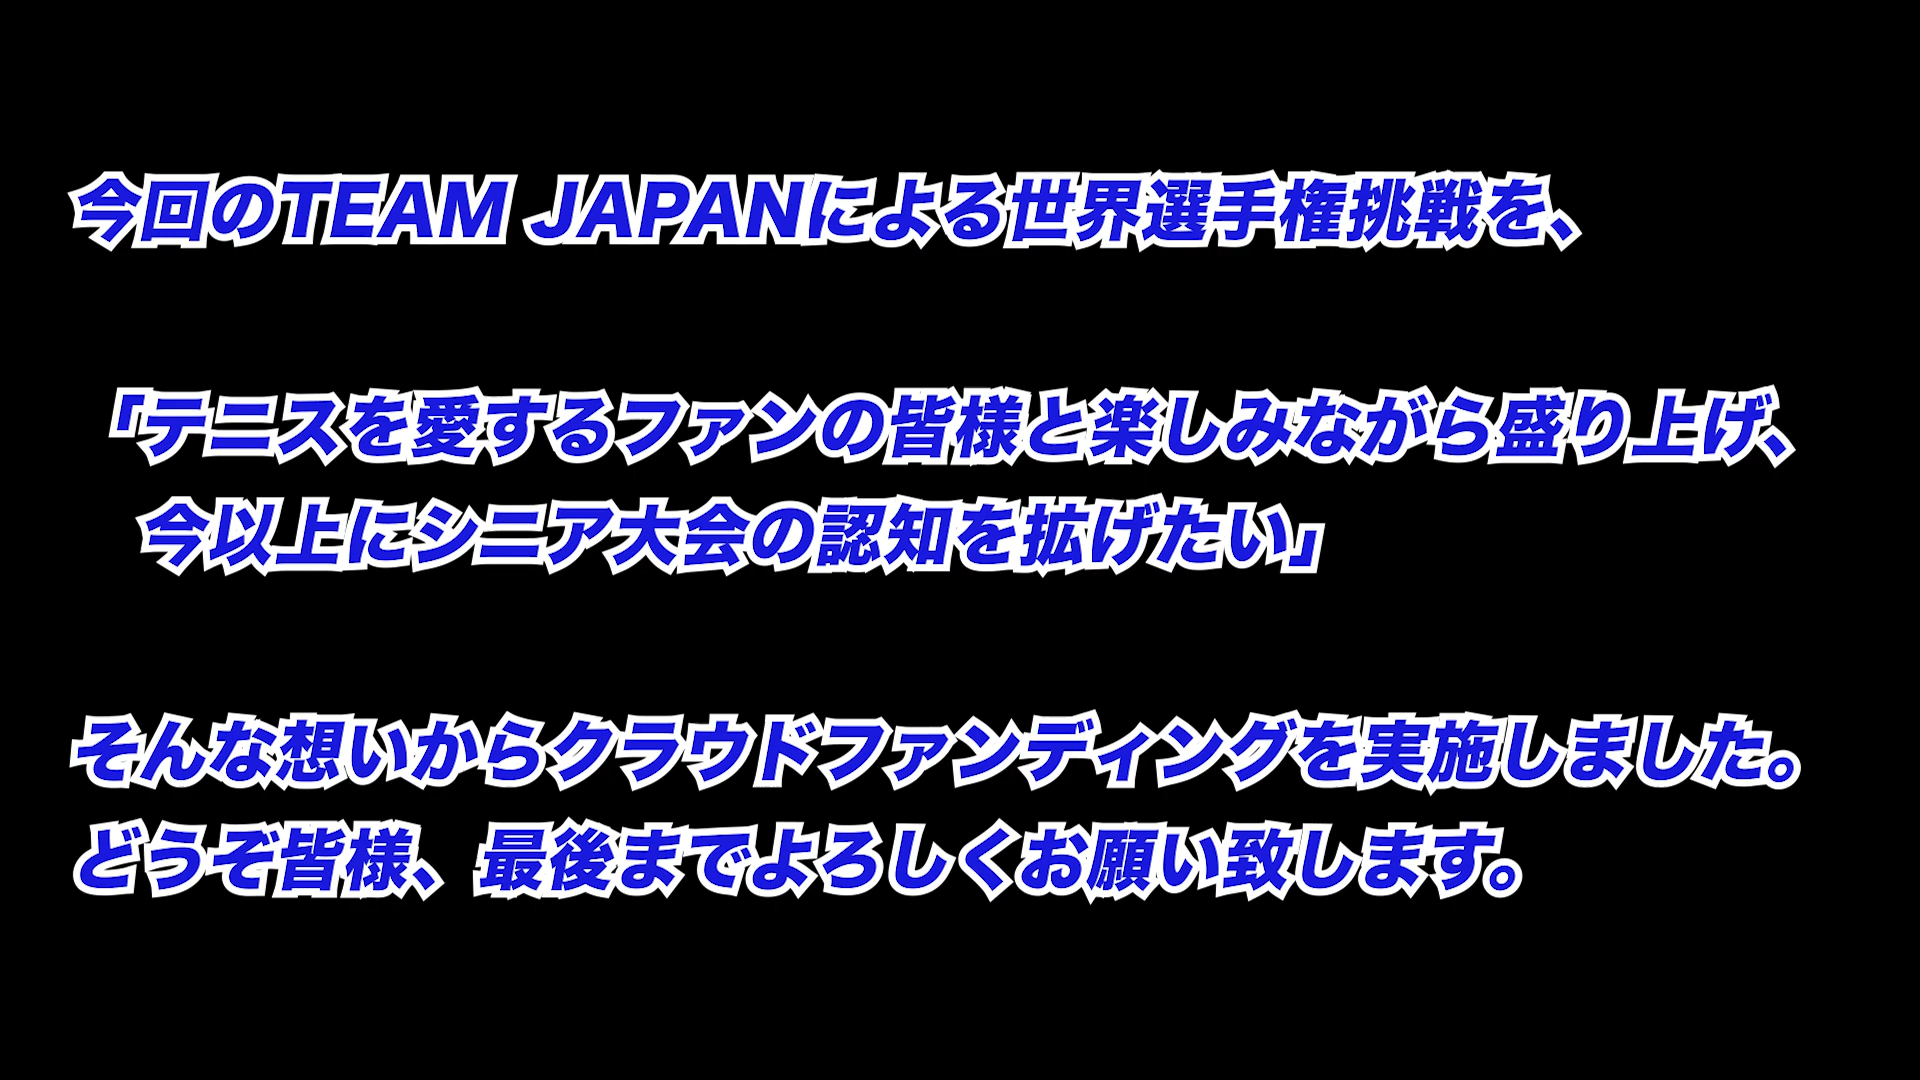 今回のTEAM JAPANによる世界選手権挑戦を、
「テニスを愛するファンの皆様と楽しみながら盛り上げ、
今以上にシニア大会の認知を拡げたい」
そんな想いからクラウドファンディングを実施しました。
どうぞ皆様、最後までよろしくお願い致します。